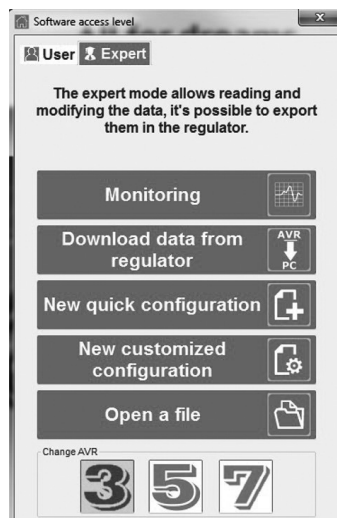 Software access level
User Expert
The expert mode allows reading and
modifying the data, it's possible to export
them in the regulator.
Monitoring
Download data from
regulator
AVR
PC
New quick configuration
New customized
configuration
Open a file
Change AVR
3 5 7